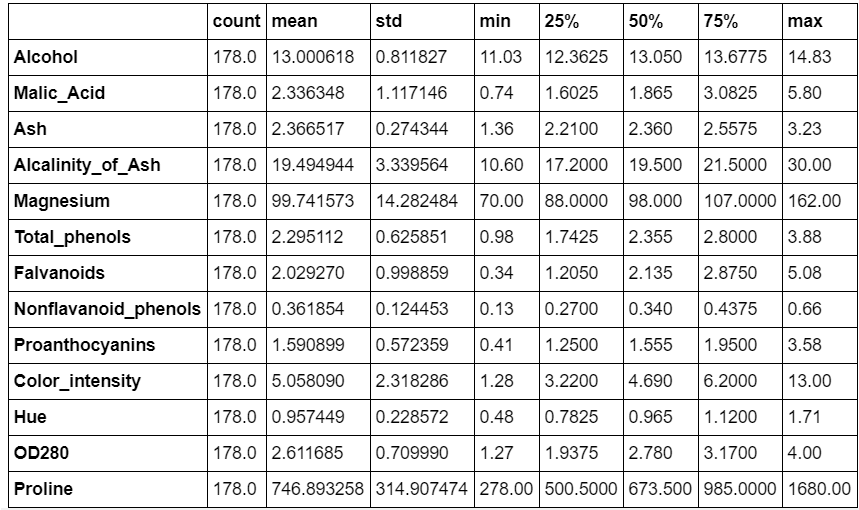 count mean std min 25% 50% 75% max
Alcohol 178.0 13.000618 0.811827 11.03 12.3625 13.050 13.6775 14.83
Malic_Acid 178.0 2.336348 1.117146 0.74 1.6025 1.865 3.0825 5.80
Ash 178.0 2.366517 0.274344 1.36 2.2100 2.360 2.5575 3.23
Alcalinity_of_Ash 178.0 19.494944 3.339564 10.60 17.2000 19.500 21.5000 30.00
Magnesium 178.0 99.741573 14.282484 70.00 88.0000 98.000 107.0000 162.00
Total_phenols 178.0 2.295112 0.625851 0.98 1.7425 2.355 2.8000 3.88
Falvanoids 178.0 2.029270 0.998859 0.34 1.2050 2.135 2.8750 5.08
Nonflavanoid_phenols 178.0 0.361854 0.124453 0.13 0.2700 0.340 0.4375 0.66
Proanthocyanins 178.0 1.590899 0.572359 0.41 1.2500 1.555 1.9500 3.58
Color_intensity 178.0 5.058090 2.318286 1.28 3.2200 4.690 6.2000 13.00
Hue 178.0 0.957449 0.228572 0.48 0.7825 0.965 1.1200 1.71
OD280 178.0 2.611685 0.709990 1.27 1.9375 2.780 3.1700 4.00
Proline 178.0 746.893258 314.907474 278.00 500.5000 673.500 985.0000 1680.00